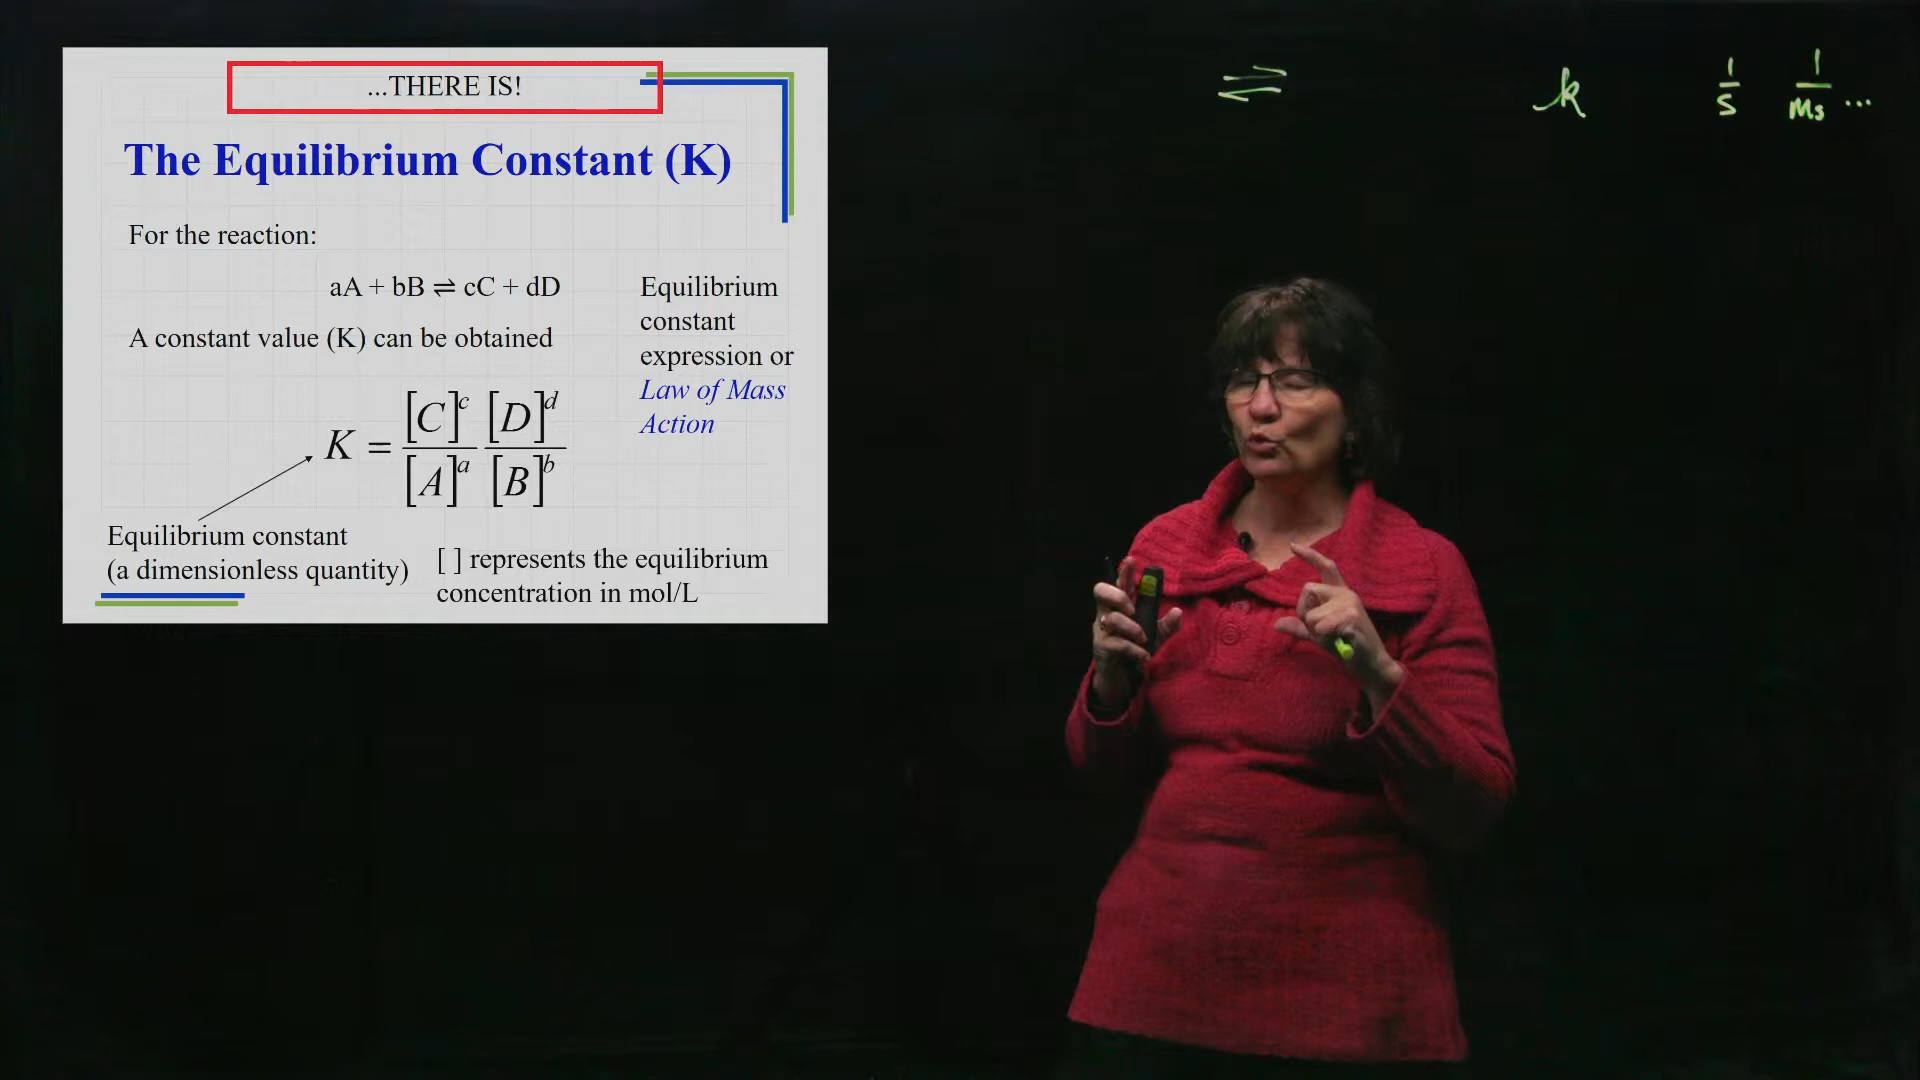 ...THERE IS!
The Equilibrium Constant (K)
For the reaction:
aA + bB ⇌ cC + dD
A constant value (K) can be obtained
Equilibrium
constant
expression or
Law of Mass
Action
K = [C]^c [D]^d / [A]^a [B]^b
Equilibrium constant
(a dimensionless quantity)
[ ] represents the equilibrium
concentration in mol/L
⇌ k 1/s 1/Ms ...